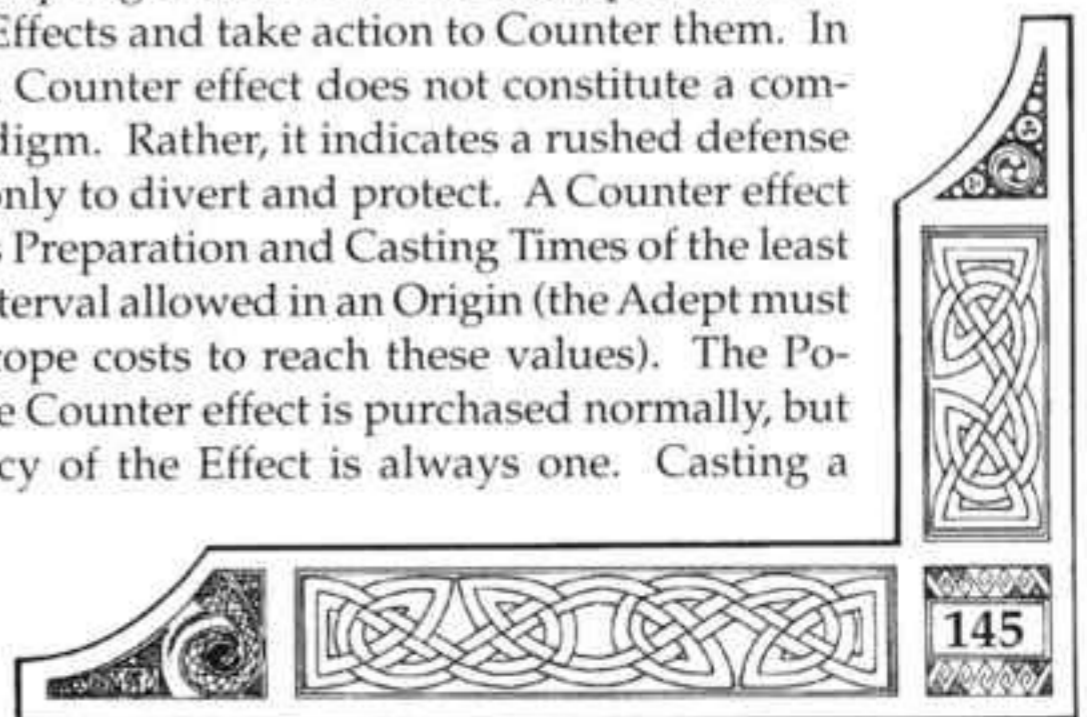 Effects and take action to Counter them. In
Counter effect does not constitute a com-
digm. Rather, it indicates a rushed defense
only to divert and protect. A Counter effect
s Preparation and Casting Times of the least
terval allowed in an Origin (the Adept must
rope costs to reach these values). The Po-
e Counter effect is purchased normally, but
cy of the Effect is always one. Casting a
145